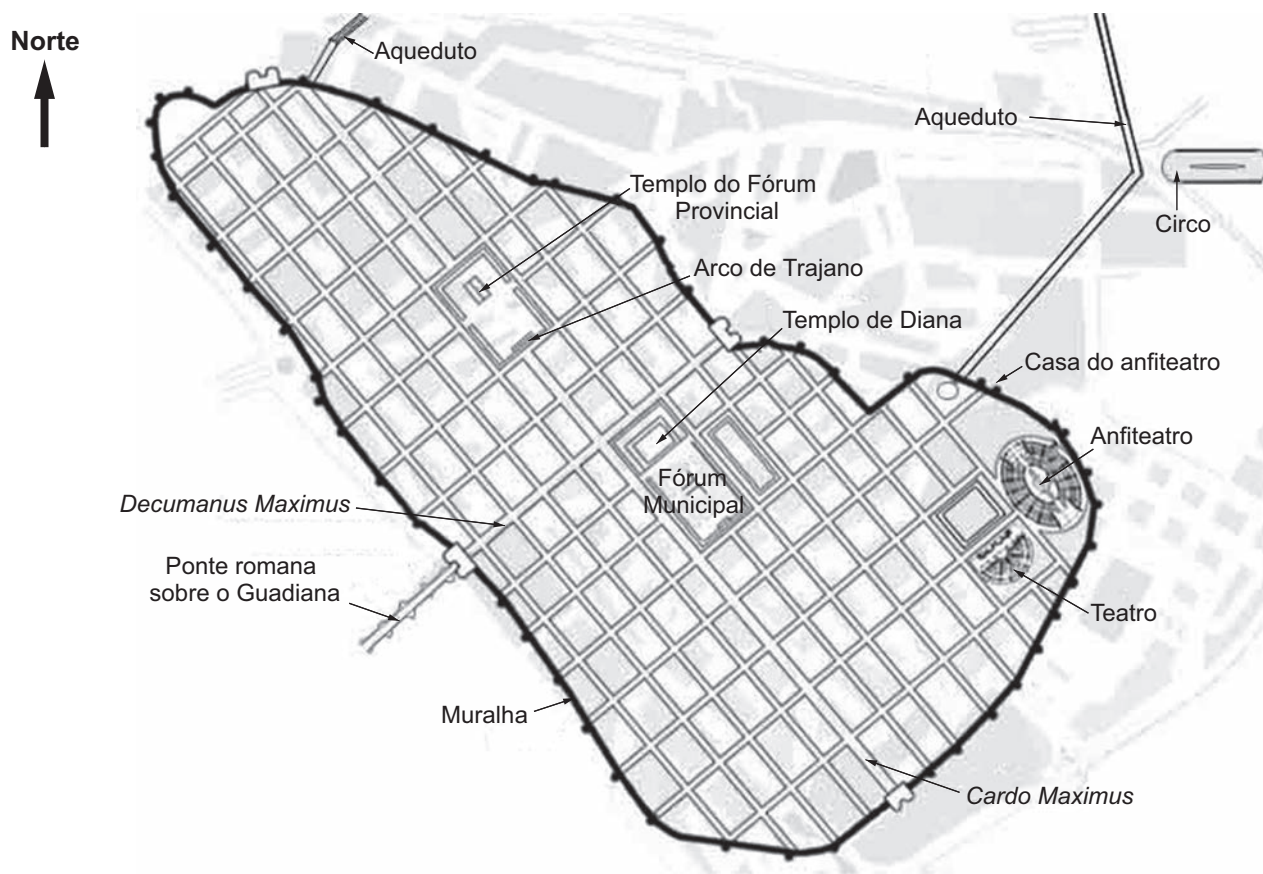 Norte
Aqueduto
Aqueduto
Circo
Templo do Fórum
Provincial
Arco de Trajano
Templo de Diana
Casa do anfiteatro
Anfiteatro
Fórum
Municipal
Decumanus Maximus
Ponte romana
sobre o Guadiana
Teatro
Muralha
Cardo Maximus